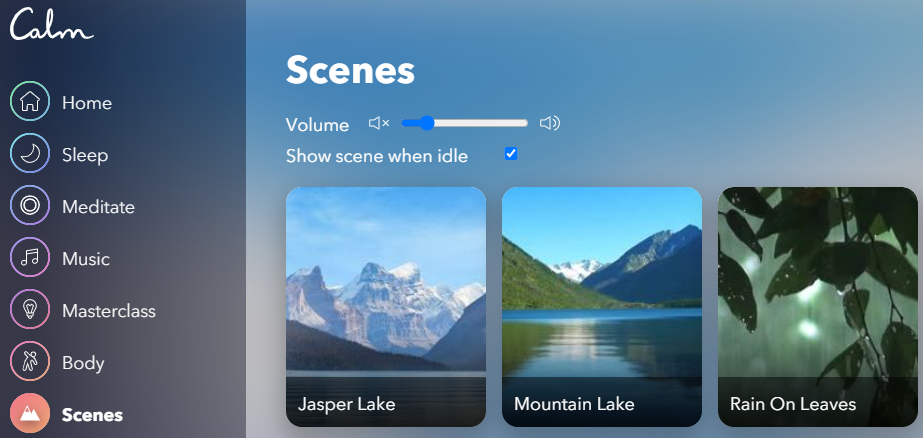 Calm
Home
Sleep
Meditate
Music
Masterclass
Body
Scenes
Scenes
Volume
Show scene when idle
Jasper Lake
Mountain Lake
Rain On Leaves